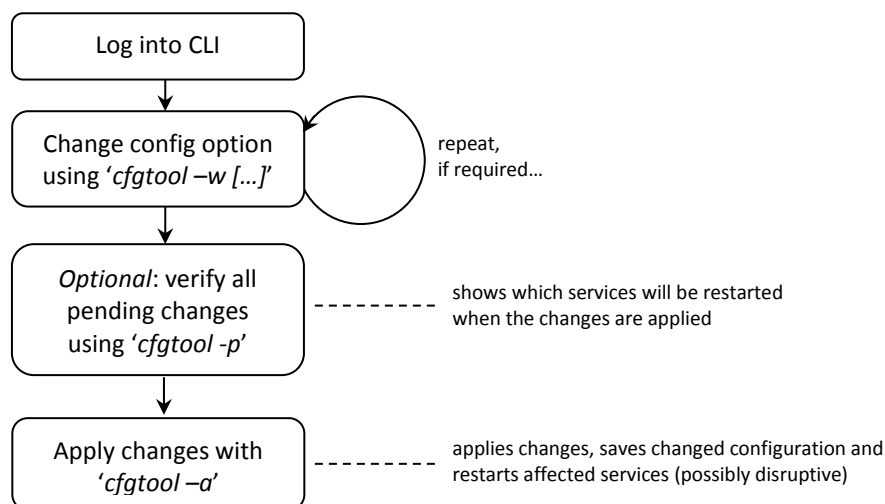 Log into CLI
Change config option
using ‘cfgtool –w […]’
repeat,
if required…
Optional: verify all
pending changes
using ‘cfgtool -p’
shows which services will be restarted
when the changes are applied
Apply changes with
‘cfgtool –a’
applies changes, saves changed configuration and
restarts affected services (possibly disruptive)